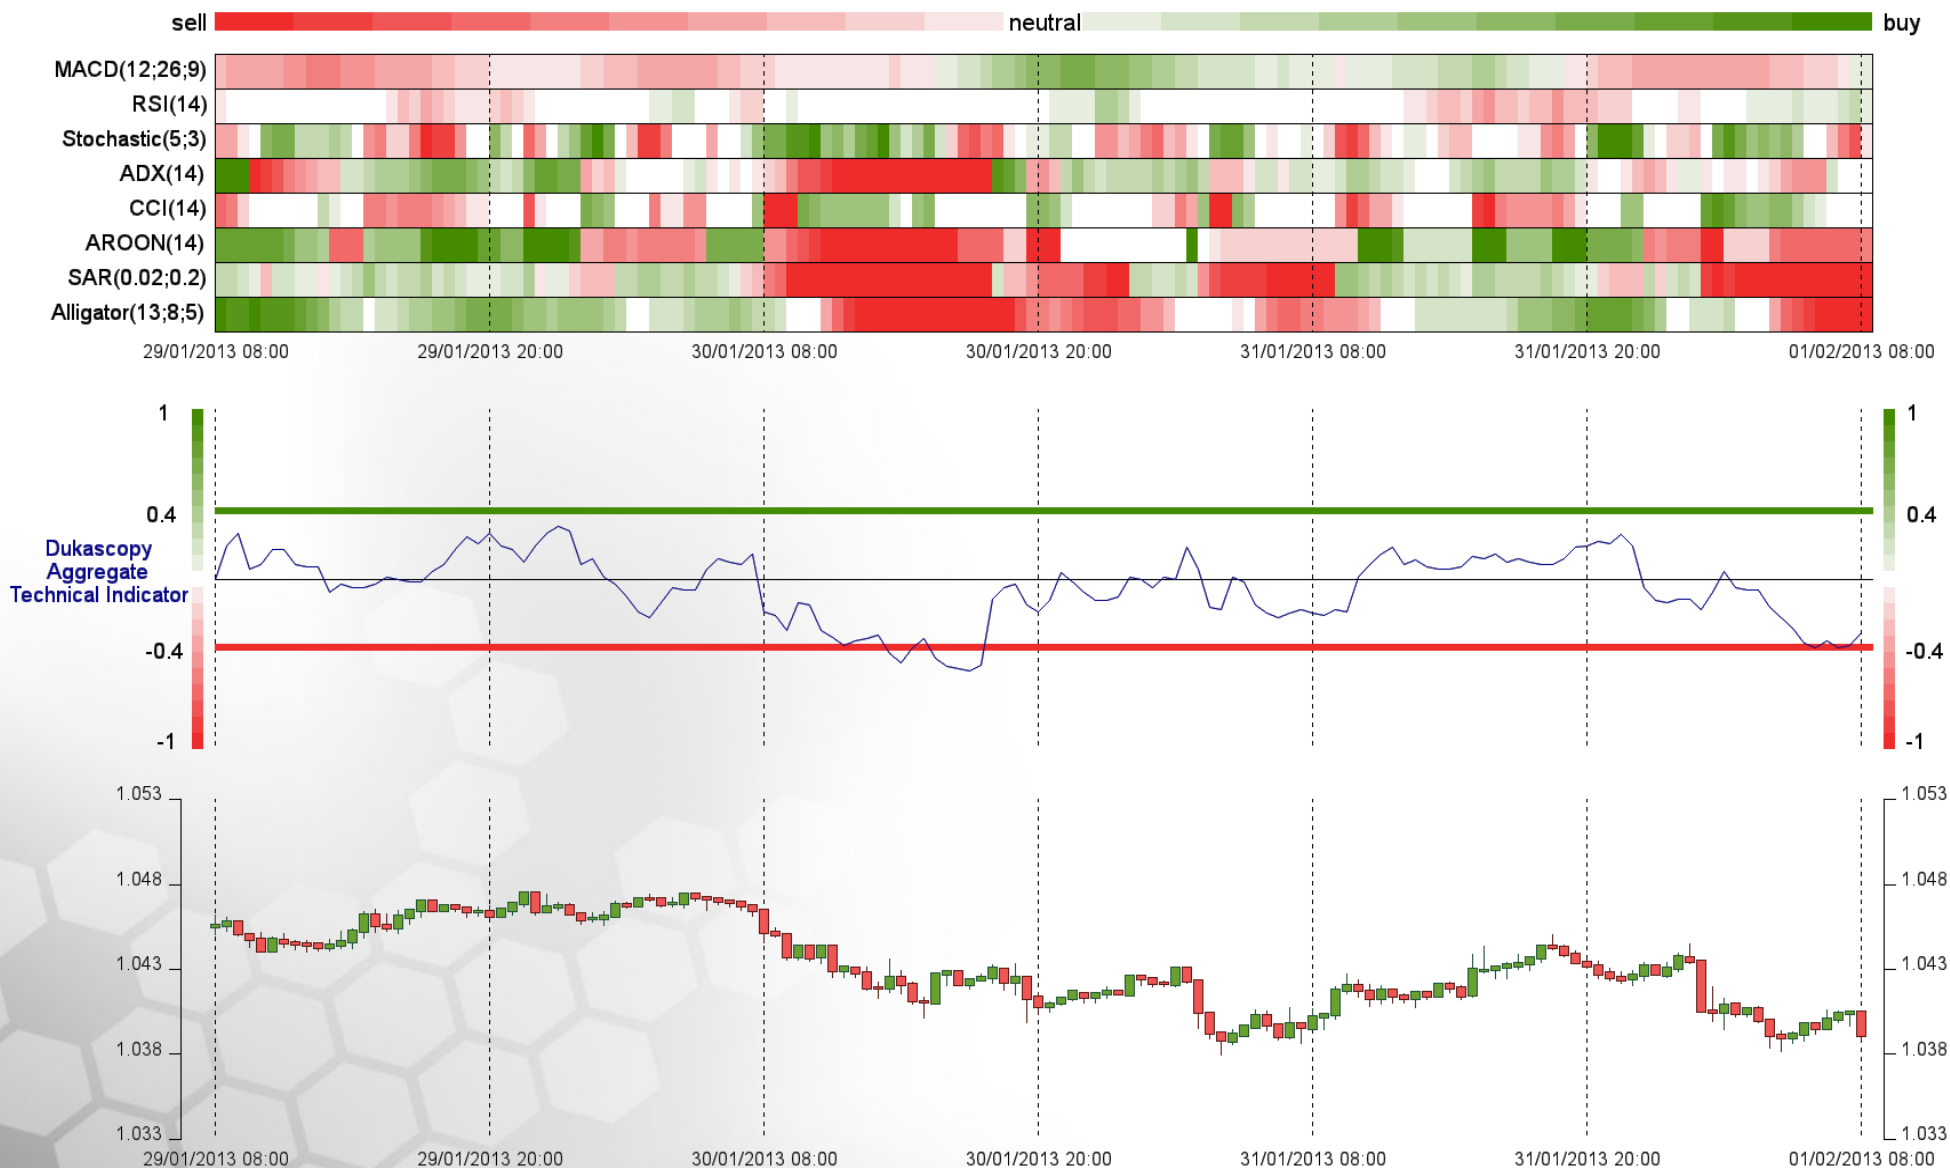 sell neutral buy
MACD(12;26;9)
RSI(14)
Stochastic(5;3)
ADX(14)
CCI(14)
AROON(14)
SAR(0.02;0.2)
Alligator(13;8;5)
29/01/2013 08:00 29/01/2013 20:00 30/01/2013 08:00 30/01/2013 20:00 31/01/2013 08:00 31/01/2013 20:00 01/02/2013 08:00
1 1
0.4 0.4
Dukascopy
Aggregate
Technical Indicator
-0.4 -0.4
-1 -1
1.053 1.053
1.048 1.048
1.043 1.043
1.038 1.038
1.033 1.033
29/01/2013 08:00 29/01/2013 20:00 30/01/2013 08:00 30/01/2013 20:00 31/01/2013 08:00 31/01/2013 20:00 01/02/2013 08:00